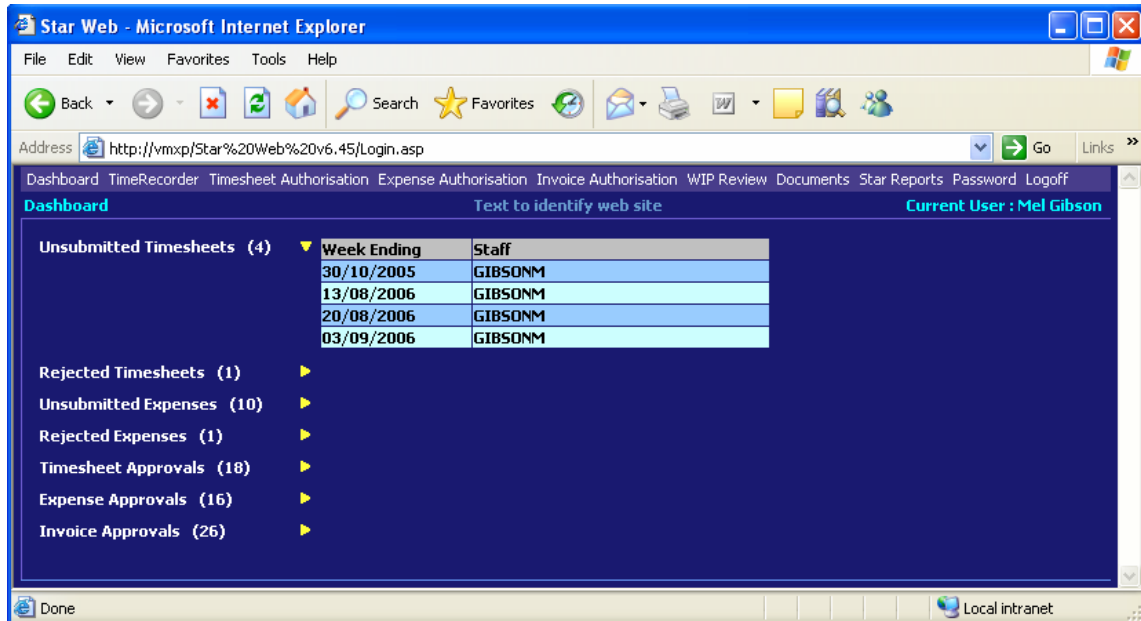 Star Web - Microsoft Internet Explorer
File Edit View Favorites Tools Help
Back Search Favorites W
Address http://vmxp/Star%20Web%20v6.45/Login.asp Go Links »
Dashboard TimeRecorder Timesheet Authorisation Expense Authorisation Invoice Authorisation WIP Review Documents Star Reports Password Logoff
Dashboard Text to identify web site Current User : Mel Gibson
Unsubmitted Timesheets (4) Week Ending Staff
30/10/2005 GIBSONM
13/08/2006 GIBSONM
20/08/2006 GIBSONM
03/09/2006 GIBSONM
Rejected Timesheets (1)
Unsubmitted Expenses (10)
Rejected Expenses (1)
Timesheet Approvals (18)
Expense Approvals (16)
Invoice Approvals (26)
Done Local intranet